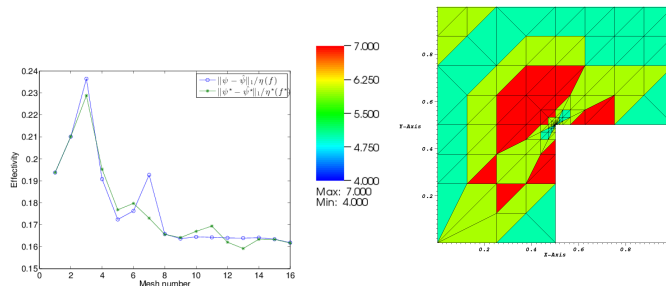 0.24
0.23
0.22
0.21
0.2
0.19
0.18
0.17
0.16
0.15
Effectivity
0 2 4 6 8 10 12 14 16
Mesh number
‖ψ − ψ̂‖₁/η(f)
‖ψ* − ψ̂*‖₁/η*(f*)
7.000
6.250
5.500
4.750
4.000
Max: 7.000
Min: 4.000
0.8
0.6
Y-Axis
0.4
0.2
0.2 0.4 0.6 0.8
X-Axis